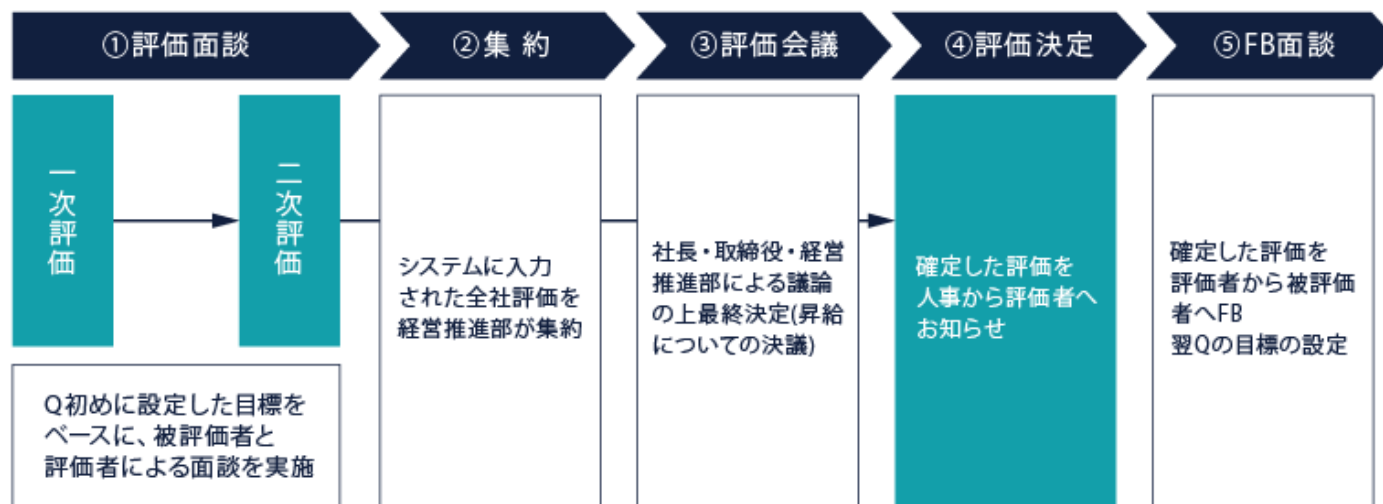 ①評価面談
②集 約
③評価会議
④評価決定
⑤FB面談
一次評価
二次評価
Q初めに設定した目標を
ベースに、被評価者と
評価者による面談を実施
システムに入力
された全社評価を
経営推進部が集約
社長・取締役・経営
推進部による議論
の上最終決定(昇給
についての決議)
確定した評価を
人事から評価者へ
お知らせ
確定した評価を
評価者から被評価
者へFB
翌Qの目標の設定